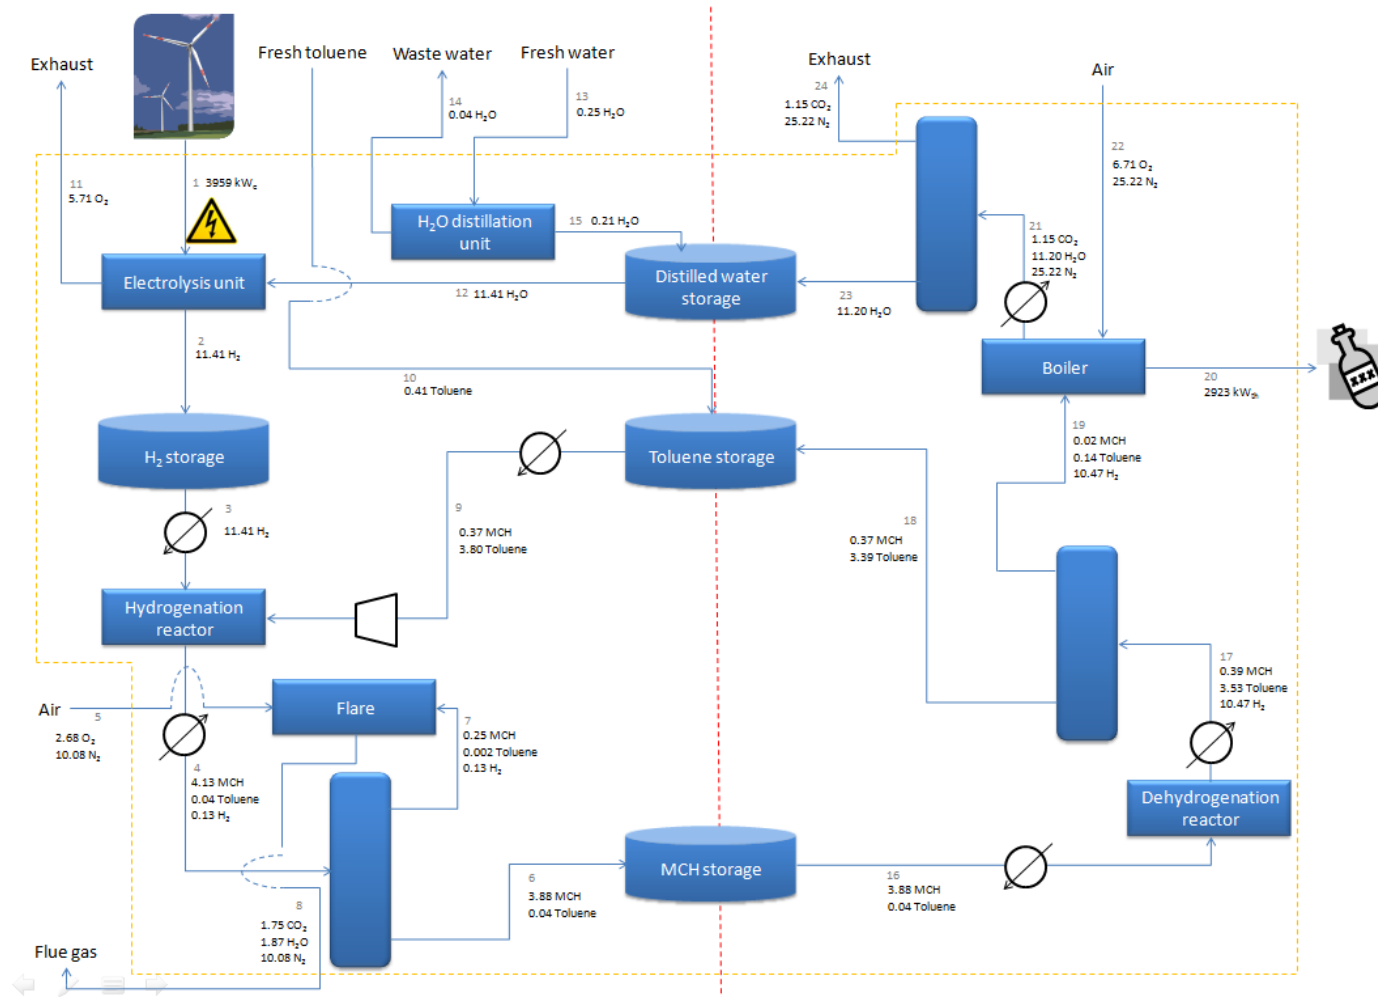 Exhaust
Fresh toluene
Waste water
Fresh water
Exhaust
Air
14
0.04 H₂O
13
0.25 H₂O
24
1.15 CO₂
25.22 N₂
11
5.71 O₂
1 3959 kWₑ
22
6.71 O₂
25.22 N₂
H₂O distillation
unit
15 0.21 H₂O
21
1.15 CO₂
11.20 H₂O
25.22 N₂
Electrolysis unit
Distilled water
storage
12 11.41 H₂O
23
11.20 H₂O
2
11.41 H₂
10
0.41 Toluene
Boiler
20
2923 kWₜₕ
XXX
H₂ storage
Toluene storage
19
0.02 MCH
0.14 Toluene
10.47 H₂
3
11.41 H₂
9
0.37 MCH
3.80 Toluene
18
0.37 MCH
3.39 Toluene
Hydrogenation
reactor
17
0.39 MCH
3.53 Toluene
10.47 H₂
Air
5
2.68 O₂
10.08 N₂
Flare
7
0.25 MCH
0.002 Toluene
0.13 H₂
4
4.13 MCH
0.04 Toluene
0.13 H₂
Dehydrogenation
reactor
MCH storage
6
3.88 MCH
0.04 Toluene
16
3.88 MCH
0.04 Toluene
8
1.75 CO₂
1.87 H₂O
10.08 N₂
Flue gas